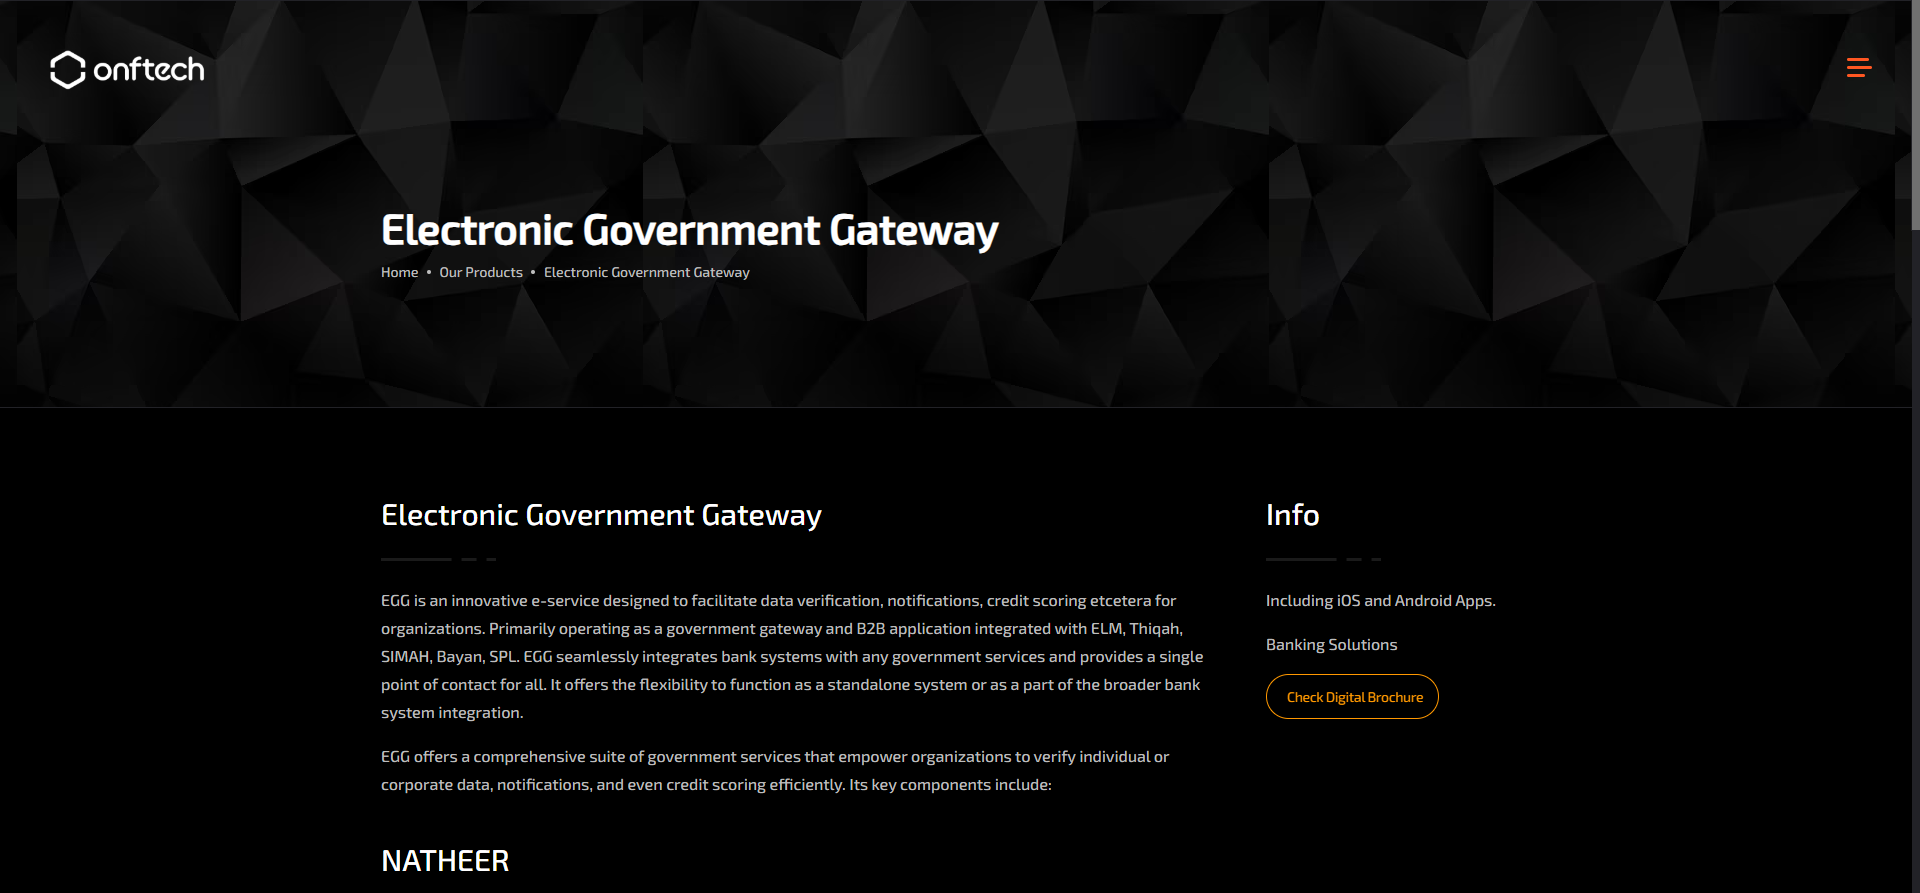 onftech
Electronic Government Gateway
Home • Our Products • Electronic Government Gateway
Electronic Government Gateway
EGG is an innovative e-service designed to facilitate data verification, notifications, credit scoring etcetera for
organizations. Primarily operating as a government gateway and B2B application integrated with ELM, Thiqah,
SIMAH, Bayan, SPL. EGG seamlessly integrates bank systems with any government services and provides a single
point of contact for all. It offers the flexibility to function as a standalone system or as a part of the broader bank
system integration.
EGG offers a comprehensive suite of government services that empower organizations to verify individual or
corporate data, notifications, and even credit scoring efficiently. Its key components include:
NATHEER
Info
Including iOS and Android Apps.
Banking Solutions
Check Digital Brochure